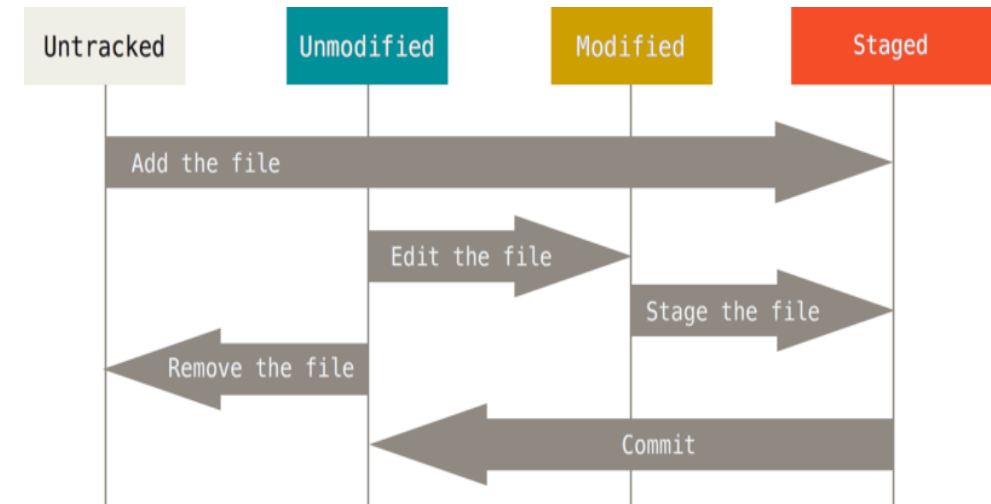 Untracked
Unmodified
Modified
Staged
Add the file
Edit the file
Stage the file
Remove the file
Commit